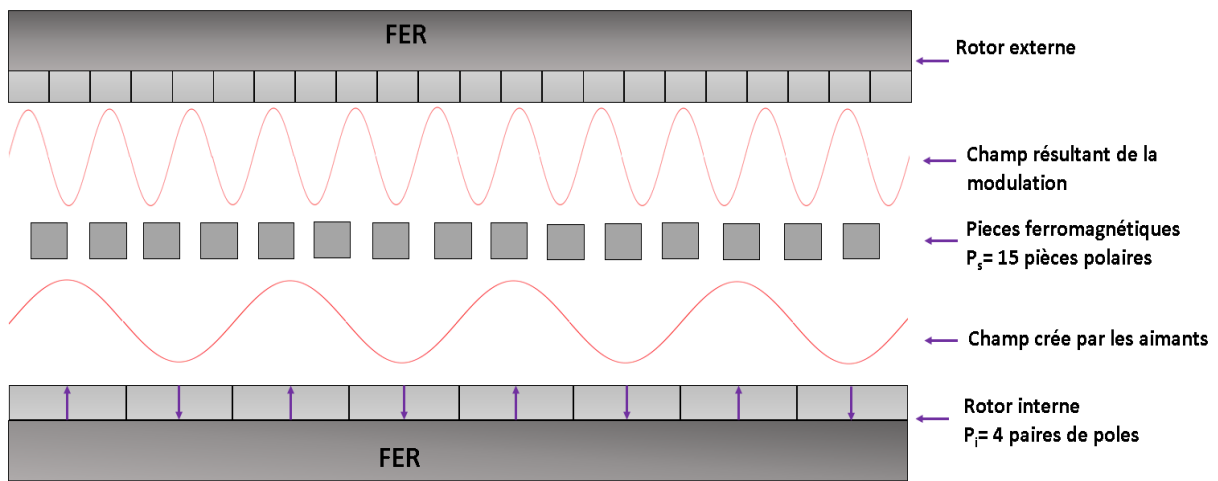 FER
Rotor externe
Champ résultant de la
modulation
Pieces ferromagnétiques
Ps= 15 pièces polaires
Champ crée par les aimants
Rotor interne
Pi= 4 paires de poles
FER